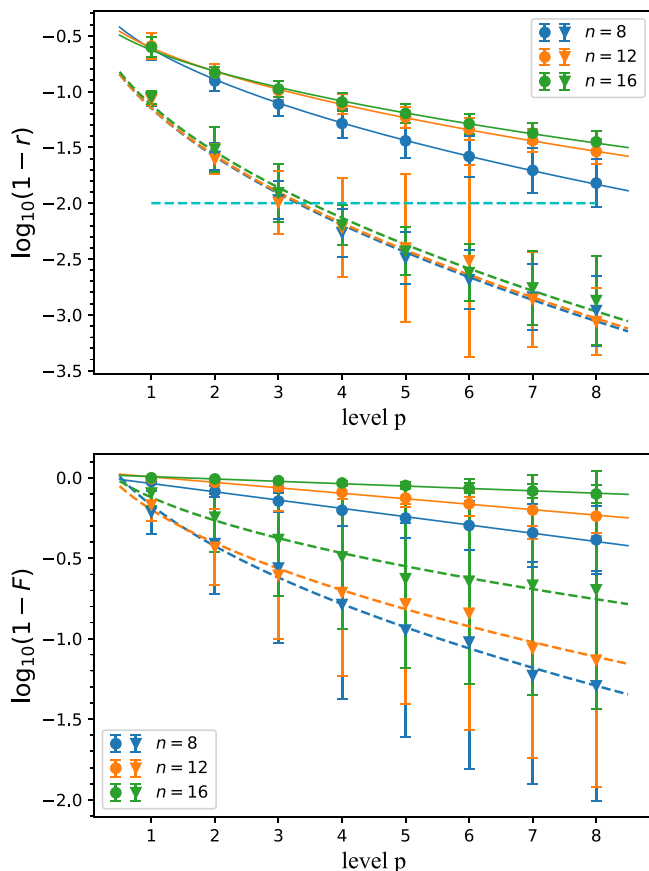 −0.5
−1.0
−1.5
−2.0
−2.5
−3.0
−3.5
log₁₀(1 − r)
n = 8
n = 12
n = 16
1 2 3 4 5 6 7 8
level p
0.0
−0.5
−1.0
−1.5
−2.0
log₁₀(1 − F)
n = 8
n = 12
n = 16
1 2 3 4 5 6 7 8
level p